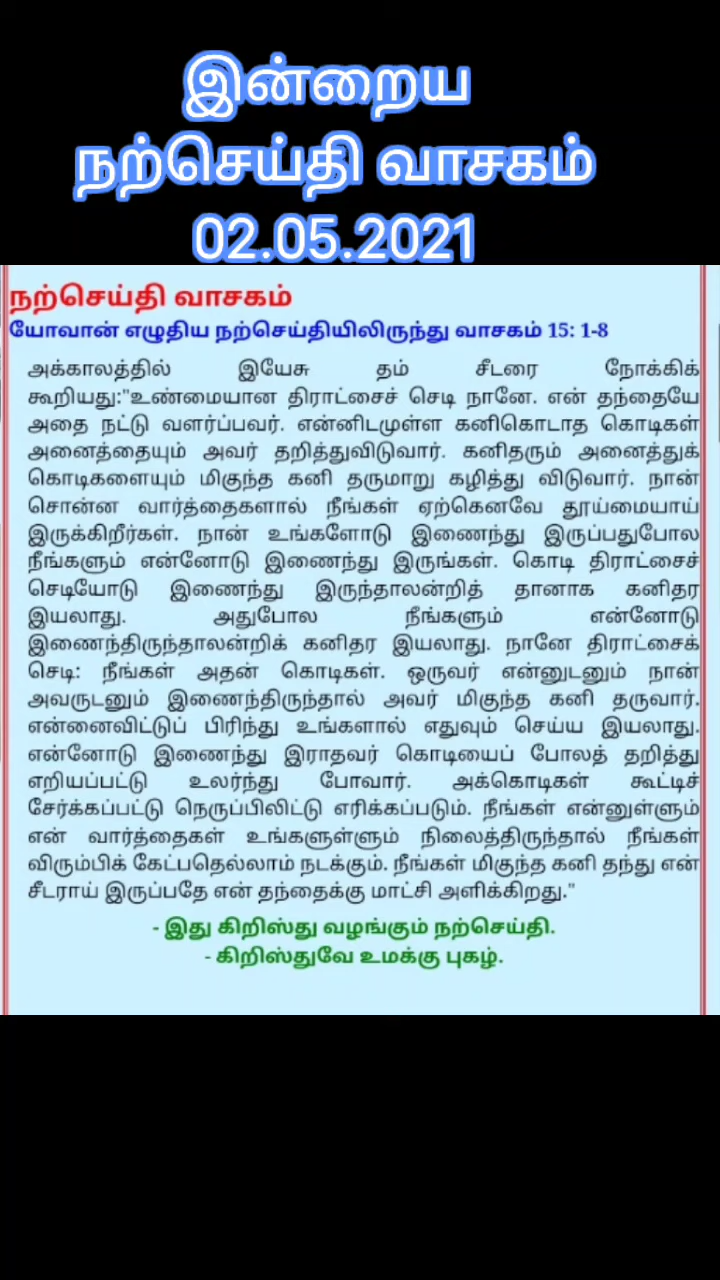 இன்றைய
நற்செய்தி வாசகம்
02.05.2021
நற்செய்தி வாசகம்
யோவான் எழுதிய நற்செய்தியிலிருந்து வாசகம் 15: 1-8
அக்காலத்தில் இயேசு தம் சீடரை நோக்கிக்
கூறியது:"உண்மையான திராட்சைச் செடி நானே. என் தந்தையே
அதை நட்டு வளர்ப்பவர். என்னிடமுள்ள கனிகொடாத கொடிகள்
அனைத்தையும் அவர் தறித்துவிடுவார். கனிதரும் அனைத்துக்
கொடிகளையும் மிகுந்த கனி தருமாறு கழித்து விடுவார். நான்
சொன்ன வார்த்தைகளால் நீங்கள் ஏற்கெனவே தூய்மையாய்
இருக்கிறீர்கள். நான் உங்களோடு இணைந்து இருப்பதுபோல
நீங்களும் என்னோடு இணைந்து இருங்கள். கொடி திராட்சைச்
செடியோடு இணைந்து இருந்தாலன்றித் தானாக கனிதர
இயலாது. அதுபோல நீங்களும் என்னோடு
இணைந்திருந்தாலன்றிக் கனிதர இயலாது. நானே திராட்சைக்
செடி: நீங்கள் அதன் கொடிகள். ஒருவர் என்னுடனும் நான்
அவருடனும் இணைந்திருந்தால் அவர் மிகுந்த கனி தருவார்.
என்னைவிட்டுப் பிரிந்து உங்களால் எதுவும் செய்ய இயலாது.
என்னோடு இணைந்து இராதவர் கொடியைப் போலத் தறித்து
எறியப்பட்டு உலர்ந்து போவார். அக்கொடிகள் கூட்டிச்
சேர்க்கப்பட்டு நெருப்பிலிட்டு எரிக்கப்படும். நீங்கள் என்னுள்ளும்
என் வார்த்தைகள் உங்களுள்ளும் நிலைத்திருந்தால் நீங்கள்
விரும்பிக் கேட்பதெல்லாம் நடக்கும். நீங்கள் மிகுந்த கனி தந்து என்
சீடராய் இருப்பதே என் தந்தைக்கு மாட்சி அளிக்கிறது."
- இது கிறிஸ்து வழங்கும் நற்செய்தி.
- கிறிஸ்துவே உமக்கு புகழ்.